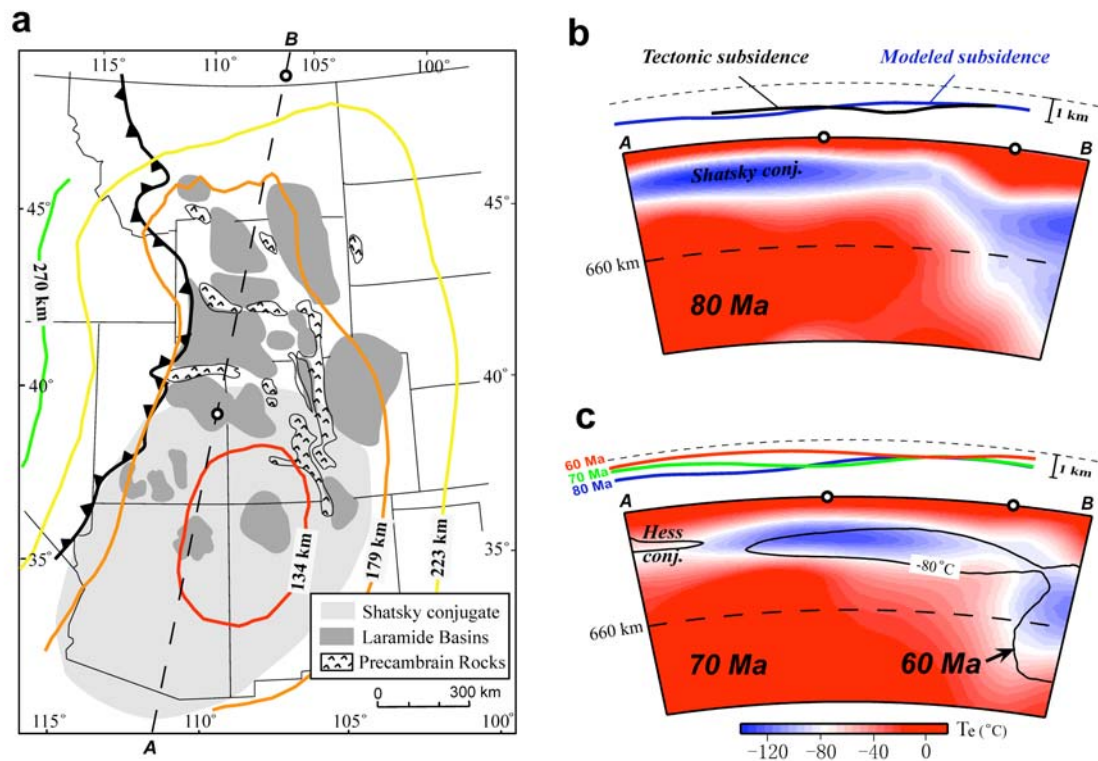 a
B
115°
110°
105°
100°
45°
45°
270 km
40°
40°
35°
35°
134 km
179 km
223 km
Shatsky conjugate
Laramide Basins
Precambrain Rocks
0 300 km
115°
110°
105°
100°
A
b
Tectonic subsidence
Modeled subsidence
1 km
A
B
Shatsky conj.
660 km
80 Ma
c
60 Ma
70 Ma
80 Ma
1 km
A
B
Hess
conj.
-80°C
660 km
70 Ma
60 Ma
Te (°C)
−120 −80 −40 0